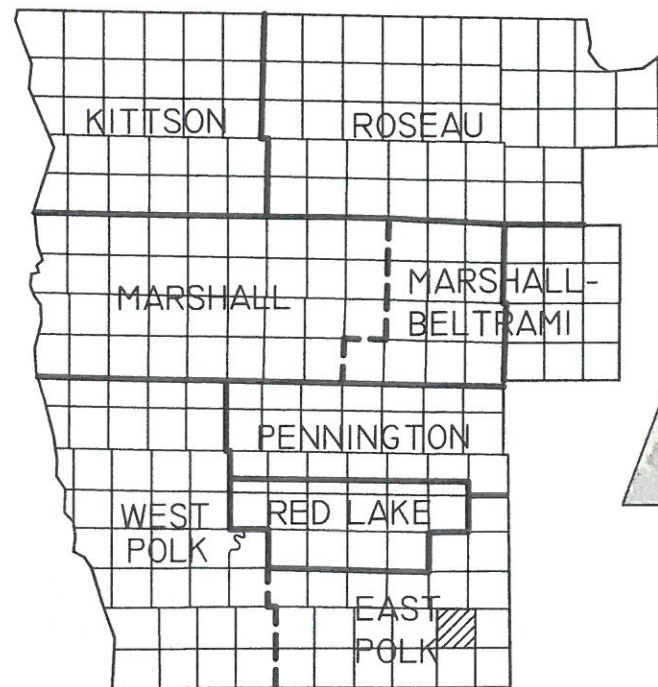 KITTSON
ROSEAU
MARSHALL
MARSHALL-
BELTRAMI
PENNINGTON
WEST
POLK
RED LAKE
EAST
POLK